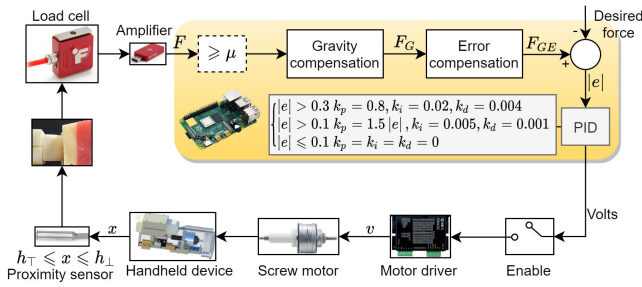 Load cell
Amplifier
F
⩾ μ
Gravity
compensation
F_G
Error
compensation
F_{GE}
Desired
force
-
+
|e|
|e| > 0.3 k_p = 0.8, k_i = 0.02, k_d = 0.004
|e| > 0.1 k_p = 1.5 |e|, k_i = 0.005, k_d = 0.001
|e| ⩽ 0.1 k_p = k_i = k_d = 0
PID
Volts
x
v
h_⊤ ⩽ x ⩽ h_⊥
Proximity sensor
Handheld device
Screw motor
Motor driver
Enable